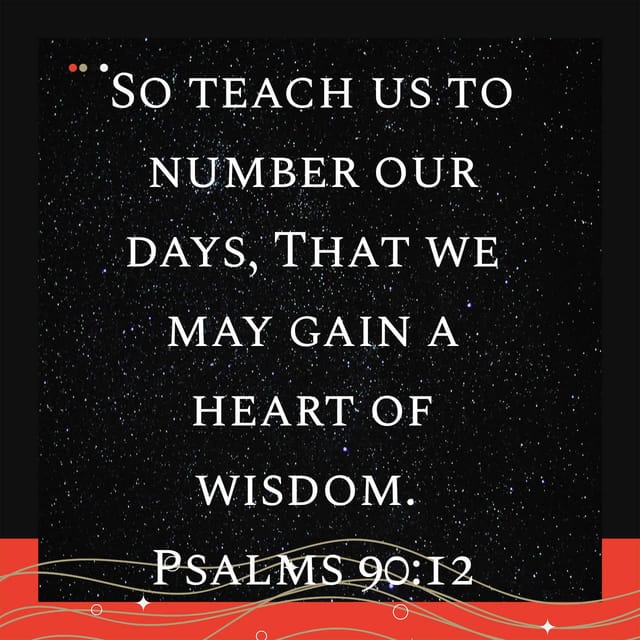 So teach us to
number our
days, That we
may gain a
heart of
wisdom.
Psalms 90:12